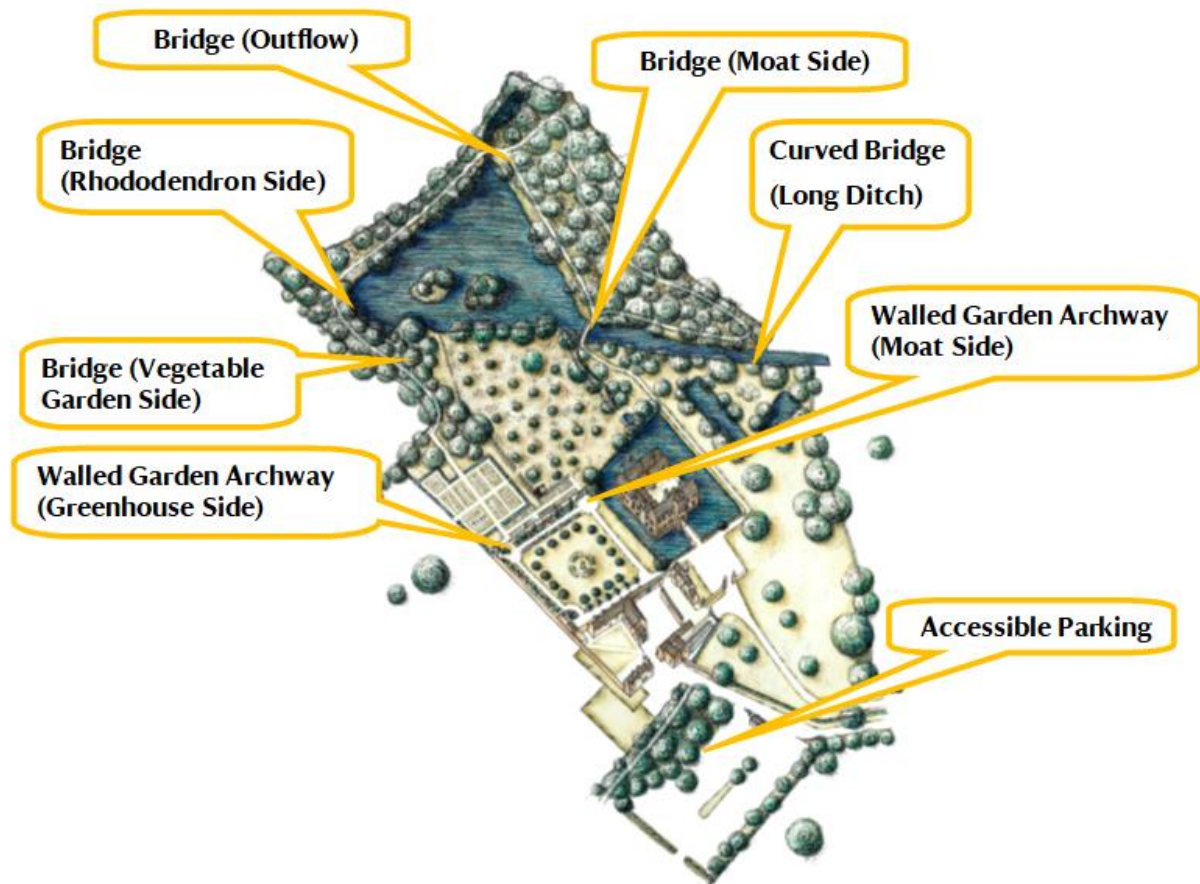 Bridge (Outflow)
Bridge (Moat Side)
Bridge
(Rhododendron Side)
Curved Bridge
(Long Ditch)
Walled Garden Archway
(Moat Side)
Bridge (Vegetable
Garden Side)
Walled Garden Archway
(Greenhouse Side)
Accessible Parking